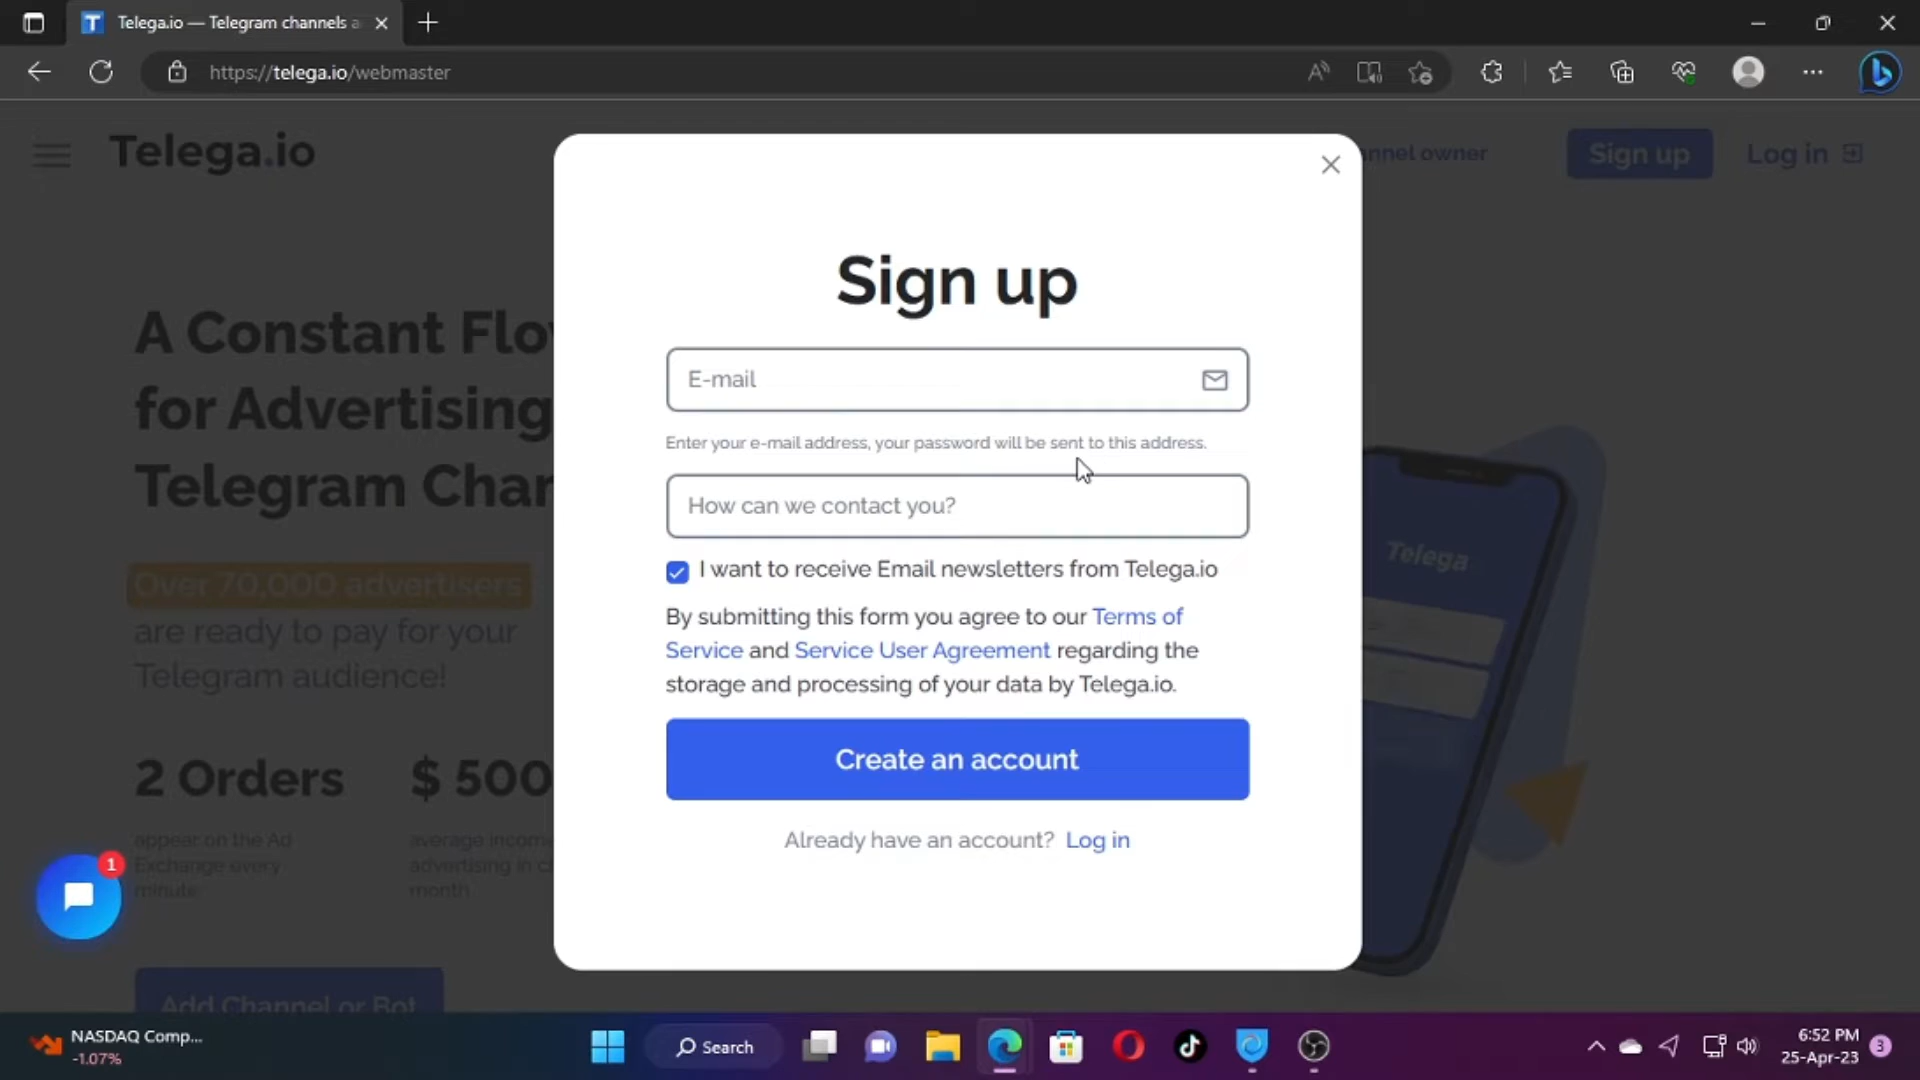 Telega.io — Telegram channels a
https://telega.io/webmaster
Telega.io
nnel owner
Sign up
Log in
Sign up
A Constant Flo
for Advertising
Telegram Char
E-mail
Enter your e-mail address, your password will be sent to this address.
How can we contact you?
I want to receive Email newsletters from Telega.io
By submitting this form you agree to our Terms of
Service and Service User Agreement regarding the
storage and processing of your data by Telega.io.
Create an account
Already have an account? Log in
Over 70,000 advertisers
are ready to pay for your
Telegram audience!
2 Orders
appear on the Ad
Exchange every
minute
$ 500
average income
advertising in c
month
Telega
1
Add Channel or Bot
NASDAQ Comp...
-1.07%
Search
6:52 PM
25-Apr-23
3